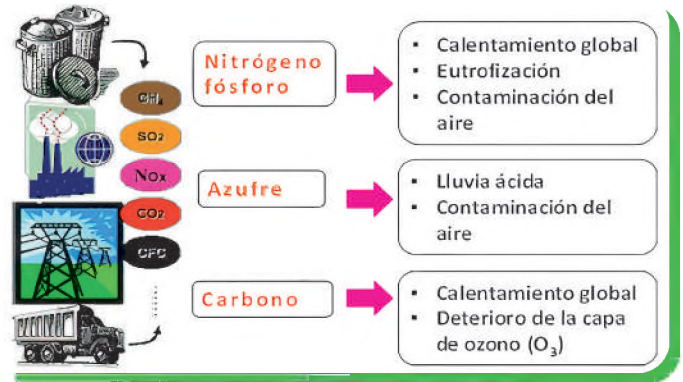 CH₄
SO₂
NOx
CO₂
CFC
Nitrógeno
fósforo
▪ Calentamiento global
▪ Eutrofización
▪ Contaminación del
aire
Azufre
▪ Lluvia ácida
▪ Contaminación del
aire
Carbono
▪ Calentamiento global
▪ Deterioro de la capa
de ozono (O₃)